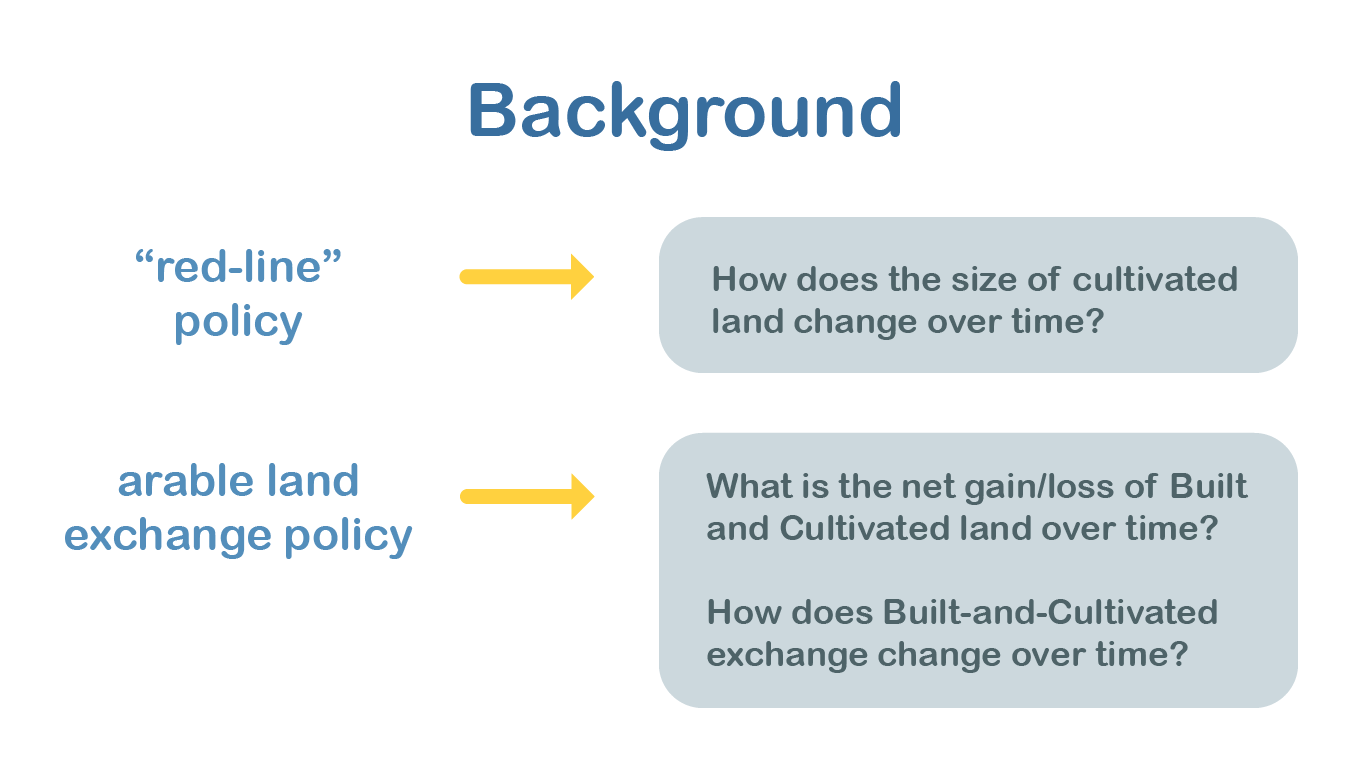 Background
“red-line”
policy
How does the size of cultivated
land change over time?
arable land
exchange policy
What is the net gain/loss of Built
and Cultivated land over time?
How does Built-and-Cultivated
exchange change over time?